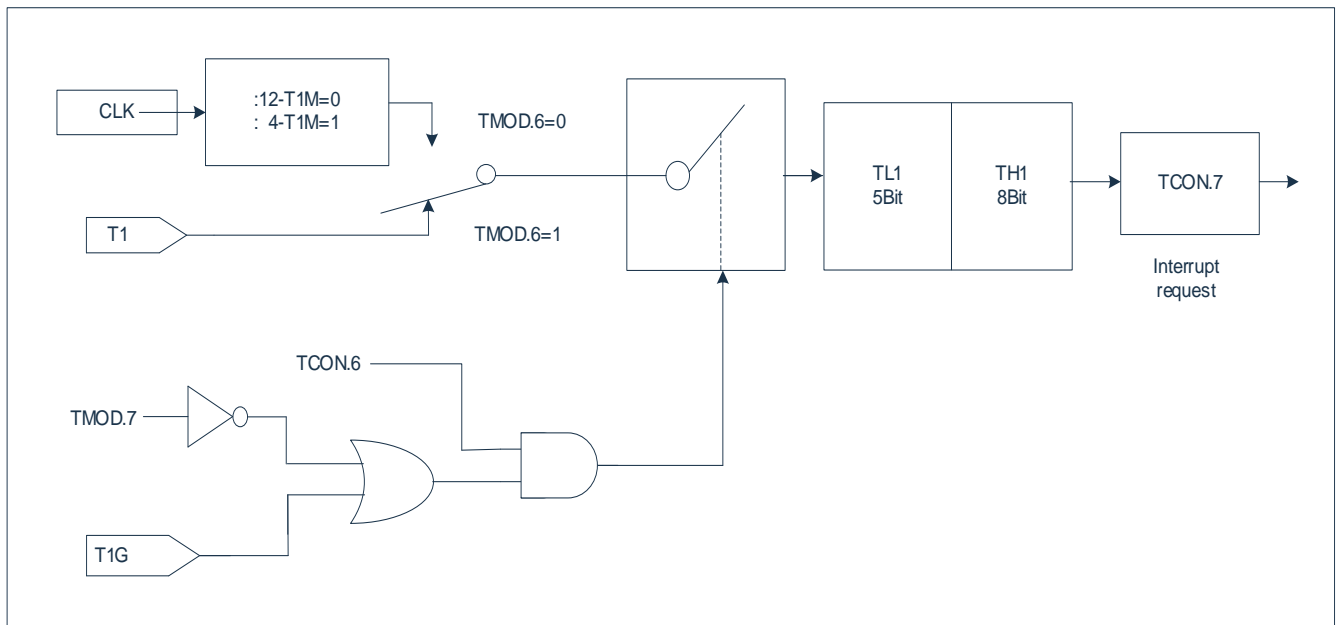 CLK
:12-T1M=0
: 4-T1M=1
TMOD.6=0
T1
TMOD.6=1
TL1
5Bit
TH1
8Bit
TCON.7
Interrupt
request
TCON.6
TMOD.7
T1G